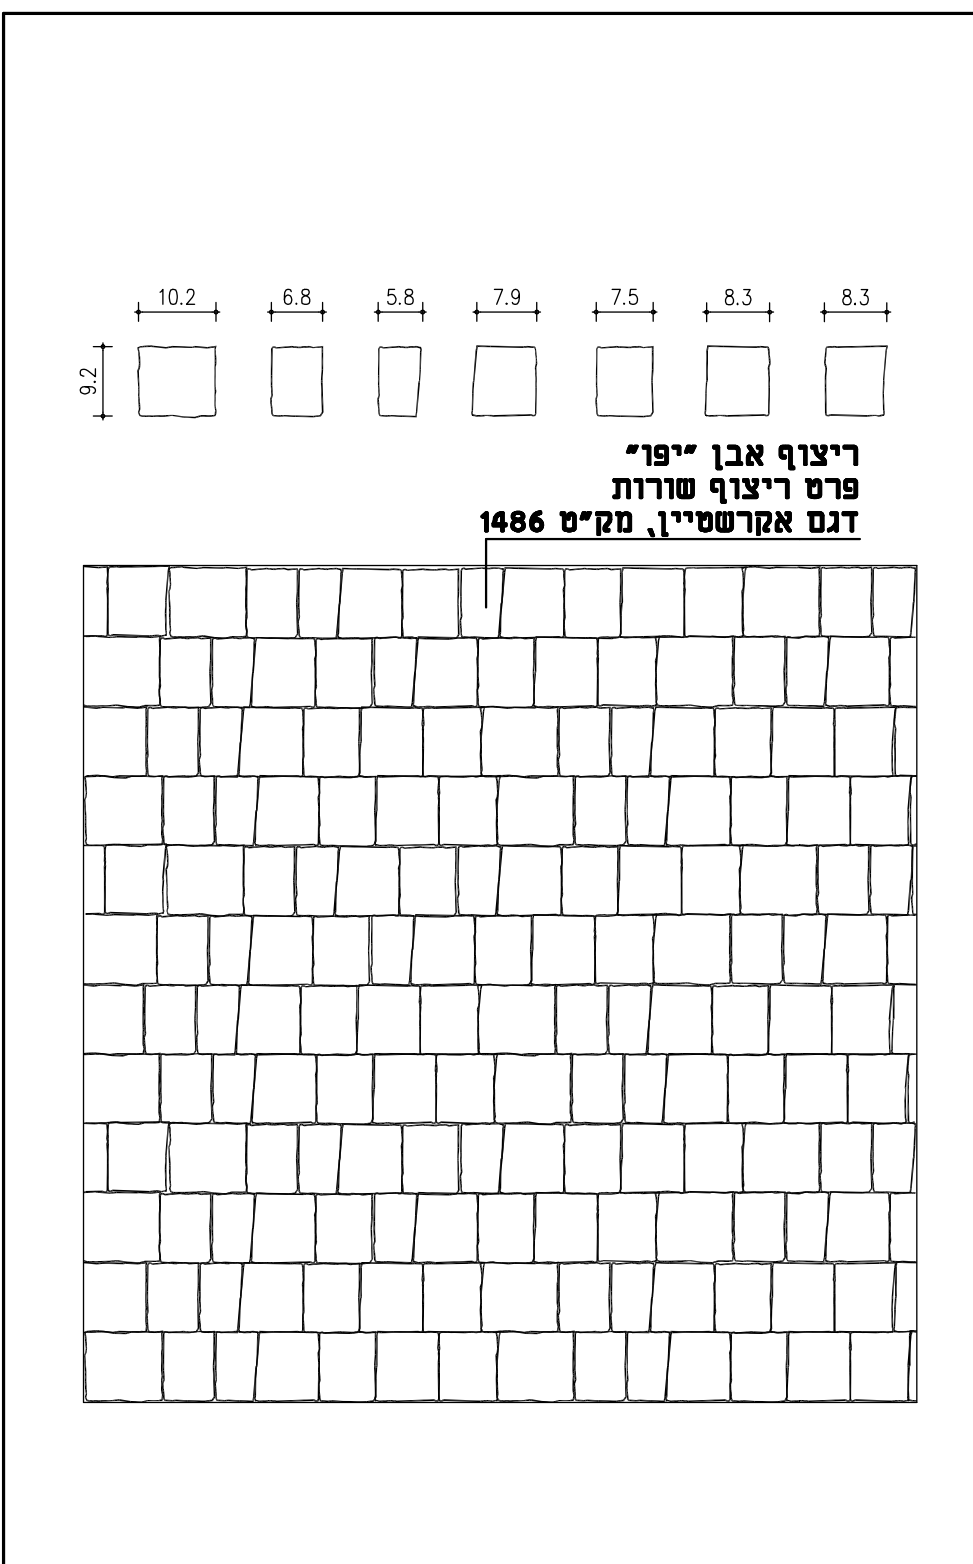 10.2 6.8 5.8 7.9 7.5 8.3 8.3
9.2
ריצוף אבן "יפו"
פרט ריצוף שורות
דגם אקרשטיין, מק"ט 1486